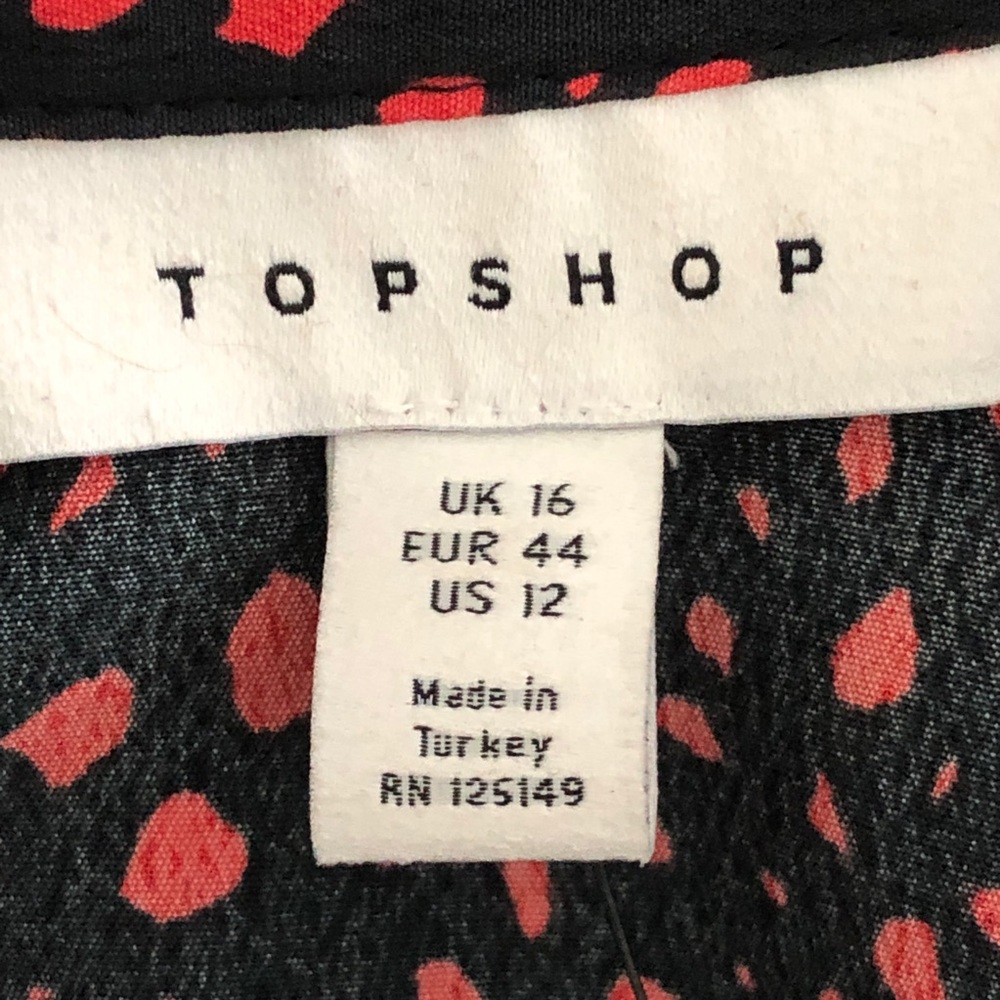 TOPSHOP
UK 16
EUR 44
US 12
Made in
Turkey
RN 125149